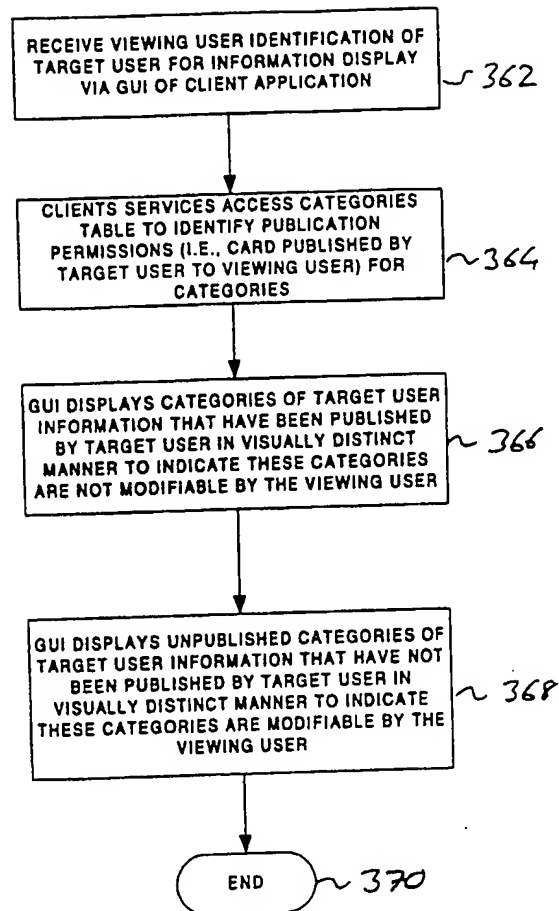 RECEIVE VIEWING USER IDENTIFICATION OF
TARGET USER FOR INFORMATION DISPLAY
VIA GUI OF CLIENT APPLICATION
362
CLIENTS SERVICES ACCESS CATEGORIES
TABLE TO IDENTIFY PUBLICATION
PERMISSIONS (I.E., CARD PUBLISHED BY
TARGET USER TO VIEWING USER) FOR
CATEGORIES
364
GUI DISPLAYS CATEGORIES OF TARGET USER
INFORMATION THAT HAVE BEEN PUBLISHED
BY TARGET USER IN VISUALLY DISTINCT
MANNER TO INDICATE THESE CATEGORIES
ARE NOT MODIFIABLE BY THE VIEWING USER
366
GUI DISPLAYS UNPUBLISHED CATEGORIES OF
TARGET USER INFORMATION THAT HAVE NOT
BEEN PUBLISHED BY TARGET USER IN
VISUALLY DISTINCT MANNER TO INDICATE
THESE CATEGORIES ARE MODIFIABLE BY THE
VIEWING USER
368
END
370